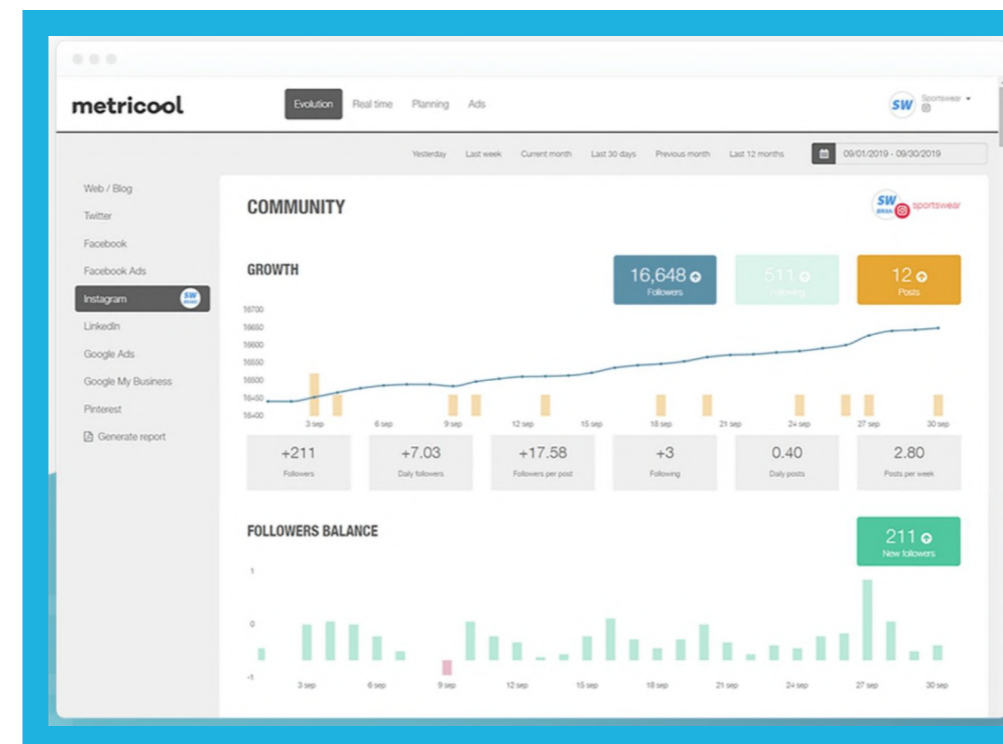 metricool
Evolution Real time Planning Ads
SW Sportswear
Yesterday Last week Current month Last 30 days Previous month Last 12 months 09/01/2019 - 09/30/2019
Web / Blog
Twitter
Facebook
Facebook Ads
Instagram SW
LinkedIn
Google Ads
Google My Business
Pinterest
Generate report
COMMUNITY
SW sportswear
GROWTH
16,648
Followers
511
Following
12
Posts
16700
16650
16600
16550
16500
16450
16400
3 sep 6 sep 9 sep 12 sep 15 sep 18 sep 21 sep 24 sep 27 sep 30 sep
+211 +7.03 +17.58 +3 0.40 2.80
Followers Daily followers Followers per post Following Daily posts Posts per week
FOLLOWERS BALANCE
211
New followers
1
0
-1
3 sep 6 sep 9 sep 12 sep 15 sep 18 sep 21 sep 24 sep 27 sep 30 sep